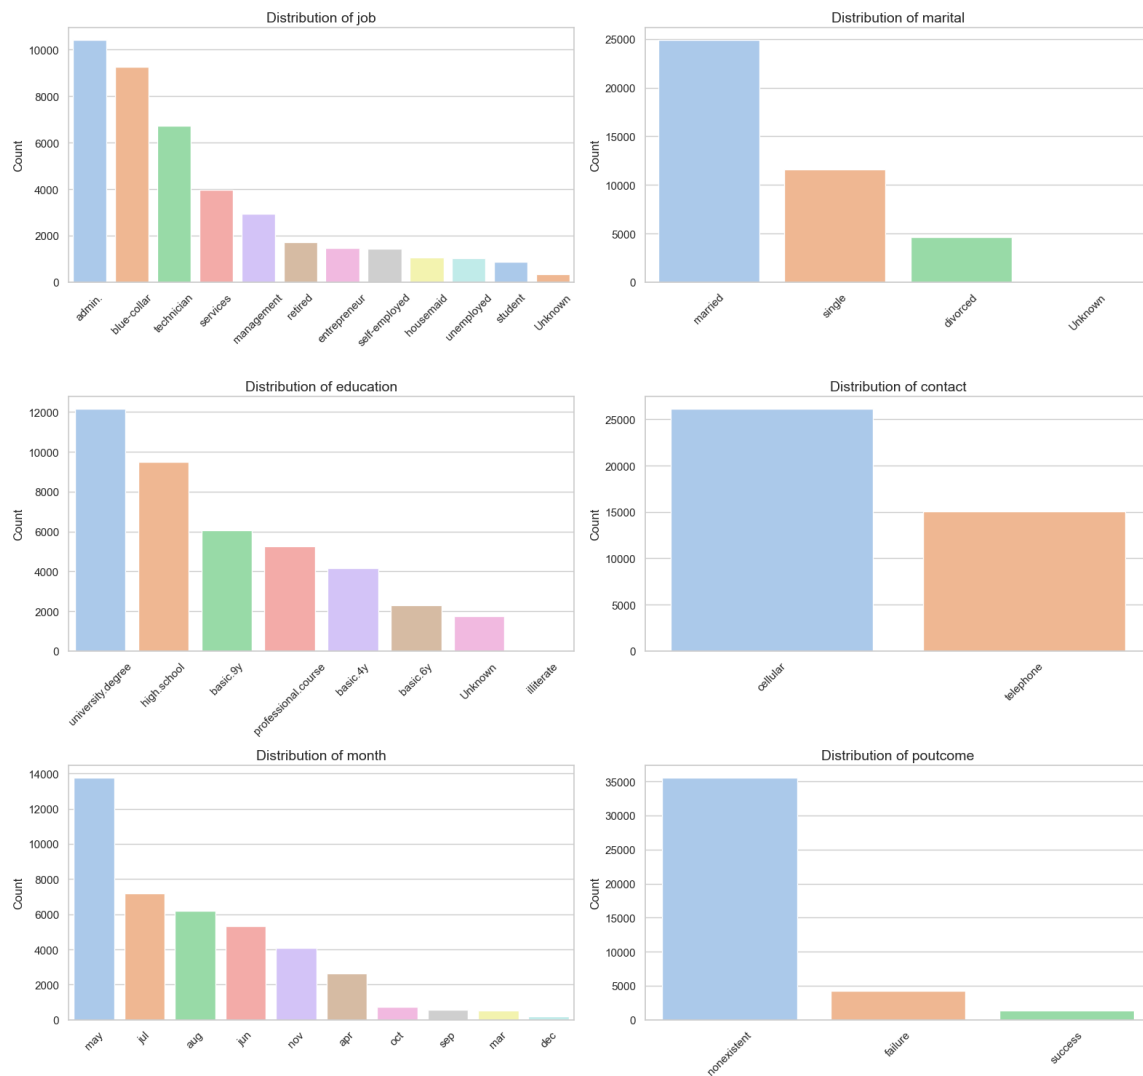 Distribution of job
Count
10000
8000
6000
4000
2000
0
admin.
blue-collar
technician
services
management
retired
entrepreneur
self-employed
housemaid
unemployed
student
Unknown
Distribution of marital
Count
25000
20000
15000
10000
5000
0
married
single
divorced
Unknown
Distribution of education
Count
12000
10000
8000
6000
4000
2000
0
university.degree
high.school
basic.9y
professional.course
basic.4y
basic.6y
Unknown
illiterate
Distribution of contact
Count
25000
20000
15000
10000
5000
0
cellular
telephone
Distribution of month
Count
14000
12000
10000
8000
6000
4000
2000
0
may
jul
aug
jun
nov
apr
oct
sep
mar
dec
Distribution of poutcome
Count
35000
30000
25000
20000
15000
10000
5000
0
nonexistent
failure
success